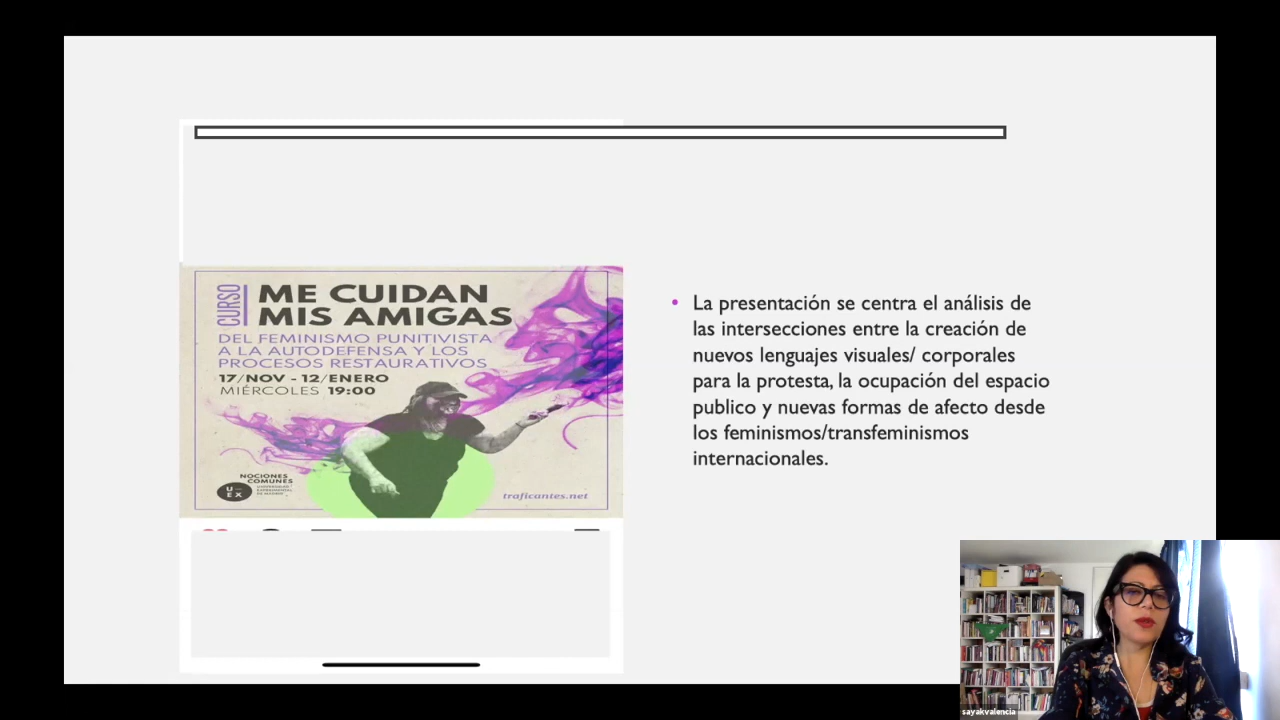 CURSO
ME CUIDAN
MIS AMIGAS
DEL FEMINISMO PUNITIVISTA
A LA AUTODEFENSA Y LOS
PROCESOS RESTAURATIVOS
17/NOV - 12/ENERO
MIÉRCOLES 19:00
NOCIONES
COMUNES
U
EX
traficantes.net
• La presentación se centra el análisis de
las intersecciones entre la creación de
nuevos lenguajes visuales/ corporales
para la protesta, la ocupación del espacio
publico y nuevas formas de afecto desde
los feminismos/transfeminismos
internacionales.
sayakvalencia